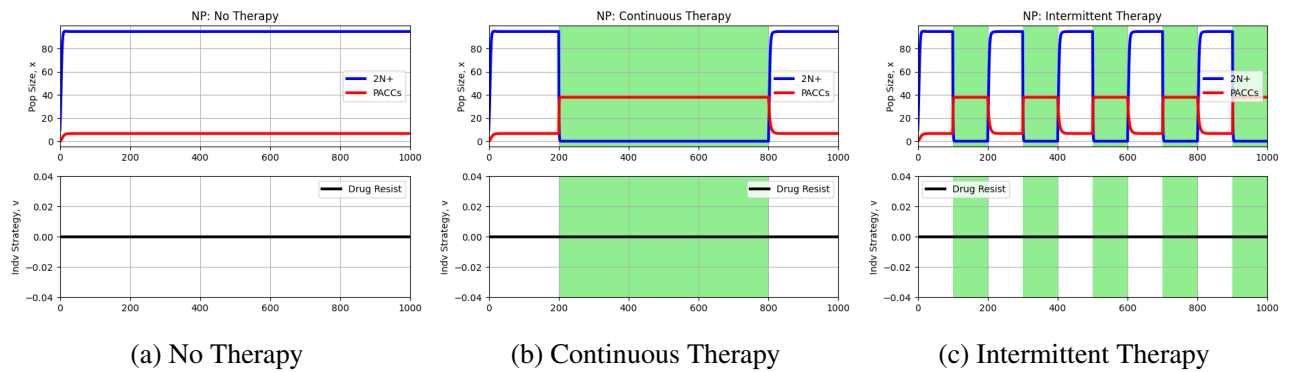 NP: No Therapy
Pop Size, x
80
60
40
20
0
2N+
PACCs
0 200 400 600 800 1000
Indv Strategy, v
0.04
0.02
0.00
−0.02
−0.04
Drug Resist
0 200 400 600 800 1000
(a) No Therapy
NP: Continuous Therapy
Pop Size, x
80
60
40
20
0
2N+
PACCs
0 200 400 600 800 1000
Indv Strategy, v
0.04
0.02
0.00
−0.02
−0.04
Drug Resist
0 200 400 600 800 1000
(b) Continuous Therapy
NP: Intermittent Therapy
Pop Size, x
80
60
40
20
0
2N+
PACCs
0 200 400 600 800 1000
Indv Strategy, v
0.04
0.02
0.00
−0.02
−0.04
Drug Resist
0 200 400 600 800 1000
(c) Intermittent Therapy